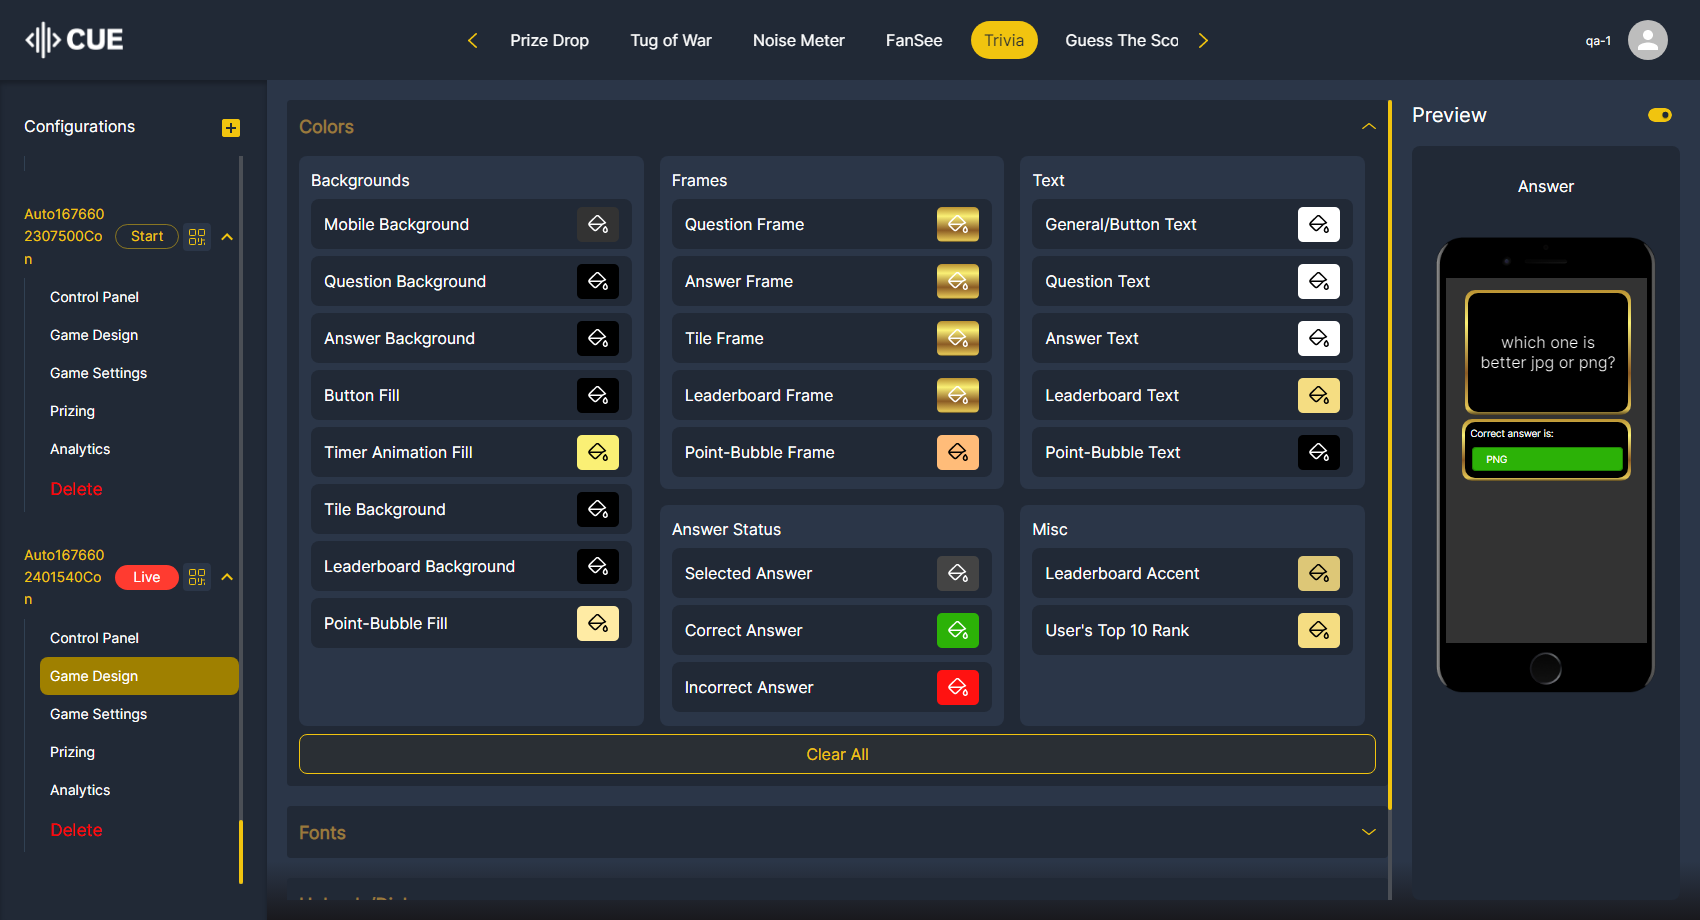 CUE
Prize Drop
Tug of War
Noise Meter
FanSee
Trivia
Guess The Sco
qa-1
Configurations
Auto167660
2307500Co
n
Start
Control Panel
Game Design
Game Settings
Prizing
Analytics
Delete
Auto167660
2401540Co
n
Live
Control Panel
Game Design
Game Settings
Prizing
Analytics
Delete
Colors
Backgrounds
Mobile Background
Question Background
Answer Background
Button Fill
Timer Animation Fill
Tile Background
Leaderboard Background
Point-Bubble Fill
Frames
Question Frame
Answer Frame
Tile Frame
Leaderboard Frame
Point-Bubble Frame
Text
General/Button Text
Question Text
Answer Text
Leaderboard Text
Point-Bubble Text
Answer Status
Selected Answer
Correct Answer
Incorrect Answer
Misc
Leaderboard Accent
User's Top 10 Rank
Clear All
Fonts
Preview
Answer
which one is
better jpg or png?
Correct answer is:
PNG